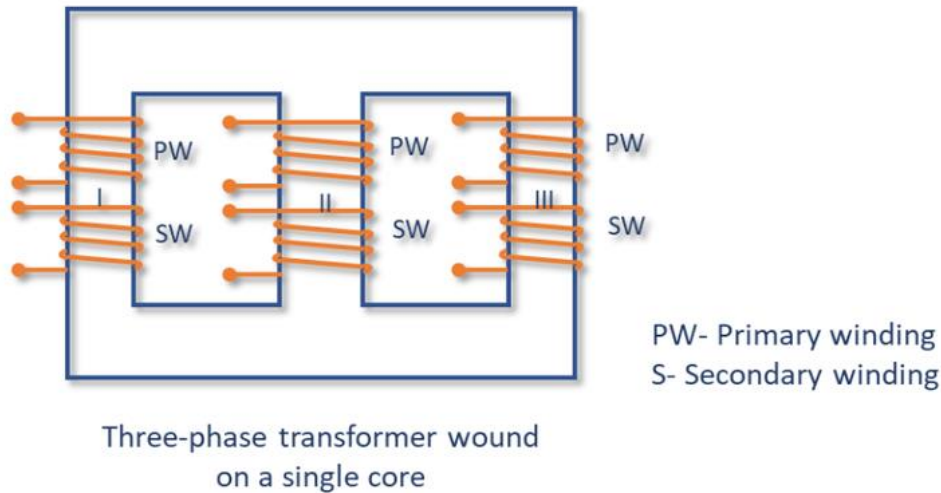 PW
PW
PW
I
II
III
SW
SW
SW
PW- Primary winding
S- Secondary winding
Three-phase transformer wound
on a single core